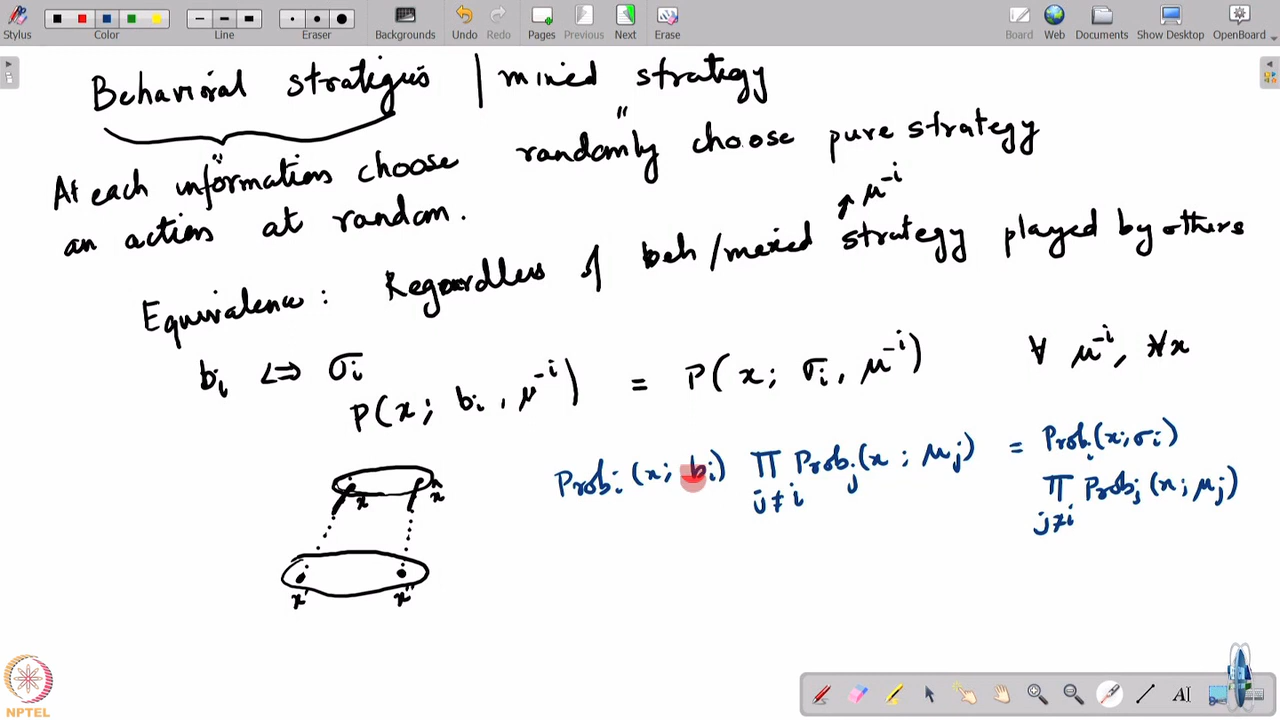 Stylus
Color
Line
Eraser
Backgrounds
Undo
Redo
Pages
Previous
Next
Erase
Board
Web
Documents
Show Desktop
OpenBoard
Behavioral strategies | mixed strategy
At each information choose an action at random.
randomly choose pure strategy
↗ μ^{-i}
Equivalence: Regardless of beh/mixed strategy played by others
b_i ⇔ σ_i
P(x; b_i, μ^{-i}) = P(x; σ_i, μ^{-i}) ∀ μ^{-i}, ∀x
Prob_i(x; b_i) ∏_{j≠i} Prob_j(x; μ_j) = Prob_i(x; σ_i)
∏_{j≠i} Prob_j(x; μ_j)
x x̂
x' x''
NPTEL